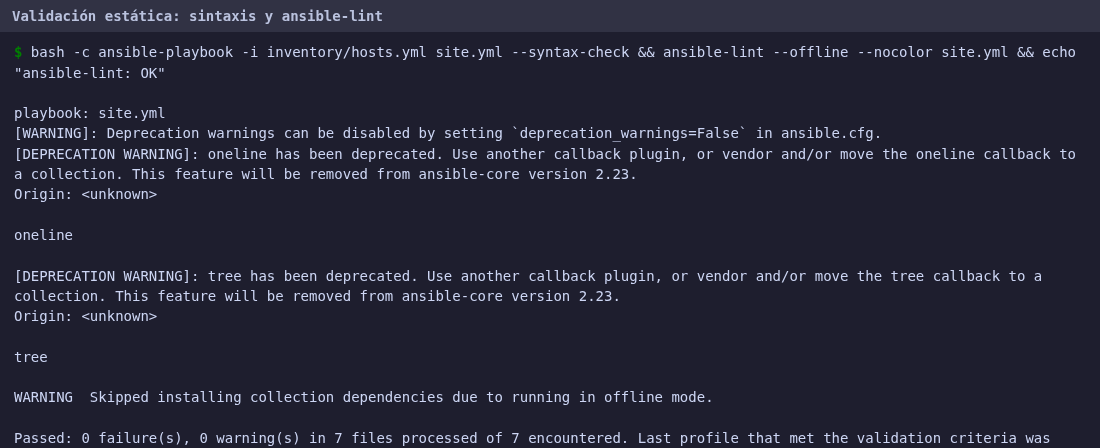 Validación estática: sintaxis y ansible-lint
$ bash -c ansible-playbook -i inventory/hosts.yml site.yml --syntax-check && ansible-lint --offline --nocolor site.yml && echo
"ansible-lint: OK"
playbook: site.yml
[WARNING]: Deprecation warnings can be disabled by setting `deprecation_warnings=False` in ansible.cfg.
[DEPRECATION WARNING]: oneline has been deprecated. Use another callback plugin, or vendor and/or move the oneline callback to
a collection. This feature will be removed from ansible-core version 2.23.
Origin: <unknown>
oneline
[DEPRECATION WARNING]: tree has been deprecated. Use another callback plugin, or vendor and/or move the tree callback to a
collection. This feature will be removed from ansible-core version 2.23.
Origin: <unknown>
tree
WARNING  Skipped installing collection dependencies due to running in offline mode.
Passed: 0 failure(s), 0 warning(s) in 7 files processed of 7 encountered. Last profile that met the validation criteria was